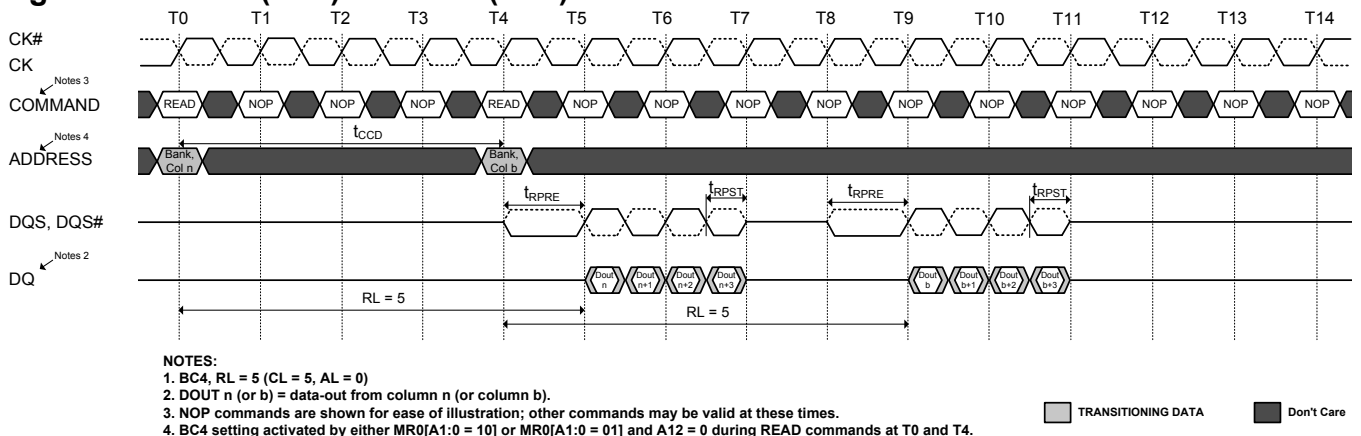 T0 T1 T2 T3 T4 T5 T6 T7 T8 T9 T10 T11 T12 T13 T14
CK#
CK
Notes 3
COMMAND READ NOP NOP NOP READ NOP NOP NOP NOP NOP NOP NOP NOP NOP NOP
tCCD
Notes 4
ADDRESS Bank, Col n Bank, Col b
tRPRE tRPST tRPRE tRPST
DQS, DQS#
Notes 2
DQ Dout n Dout n+1 Dout n+2 Dout n+3 Dout b Dout b+1 Dout b+2 Dout b+3
RL = 5
RL = 5
NOTES:
1. BC4, RL = 5 (CL = 5, AL = 0)
2. DOUT n (or b) = data-out from column n (or column b).
3. NOP commands are shown for ease of illustration; other commands may be valid at these times.
4. BC4 setting activated by either MR0[A1:0 = 10] or MR0[A1:0 = 01] and A12 = 0 during READ commands at T0 and T4.
TRANSITIONING DATA Don't Care